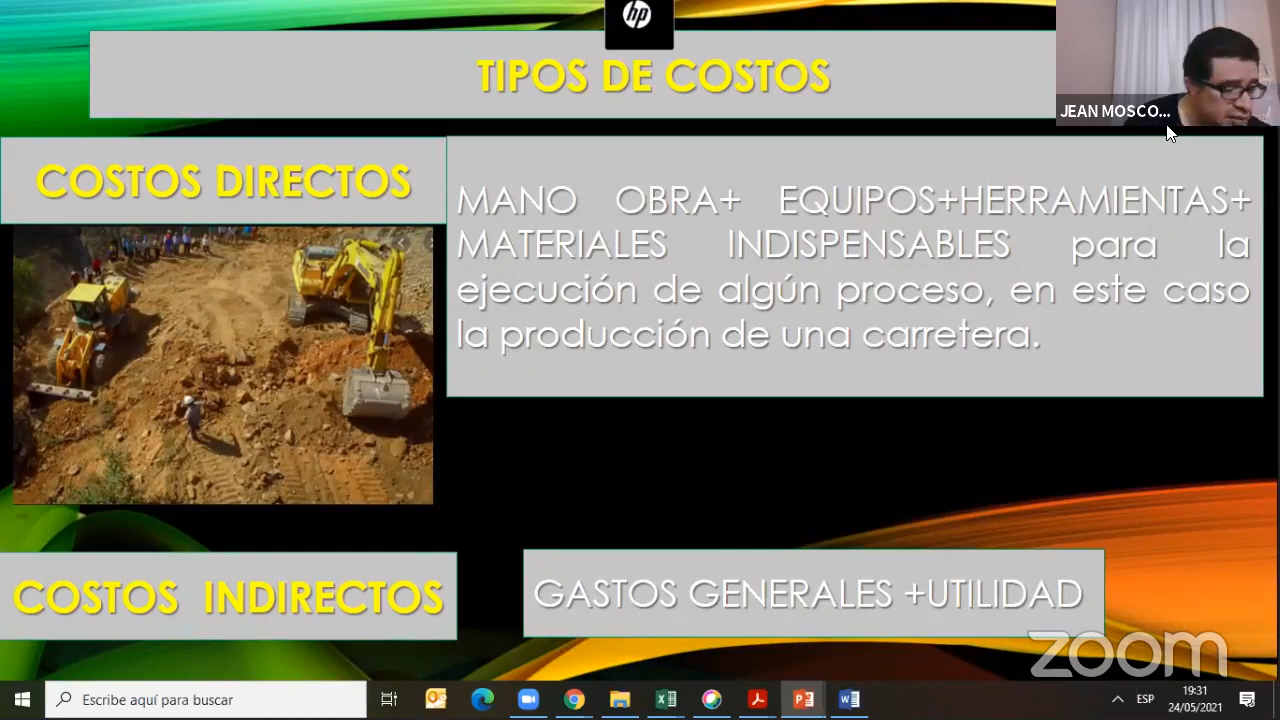 hp
TIPOS DE COSTOS
JEAN MOSCO...
COSTOS DIRECTOS
MANO OBRA+ EQUIPOS+HERRAMIENTAS+
MATERIALES INDISPENSABLES para la
ejecución de algún proceso, en este caso
la producción de una carretera.
COSTOS INDIRECTOS
GASTOS GENERALES +UTILIDAD
zoom
Escribe aquí para buscar
ESP
19:31
24/05/2021